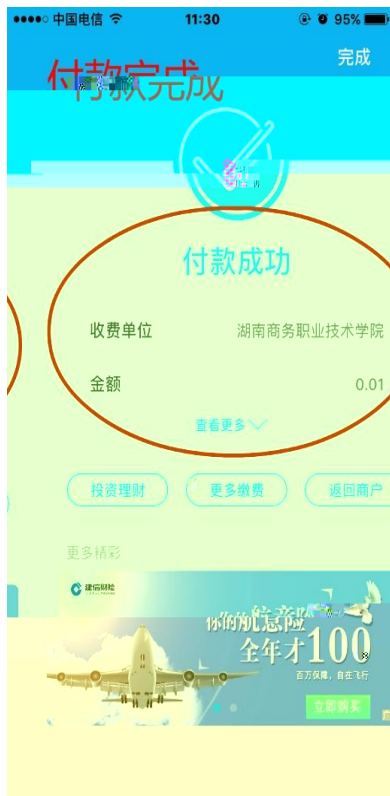 中国电信 11:30 95%
完成
付款完成
付款成功
收费单位 湖南商务职业技术学院
金额 0.01
查看更多
投资理财 更多缴费 返回商户
更多精彩
建信财险
你的航意险
全年才100
百万保障，自在飞行
立即购买